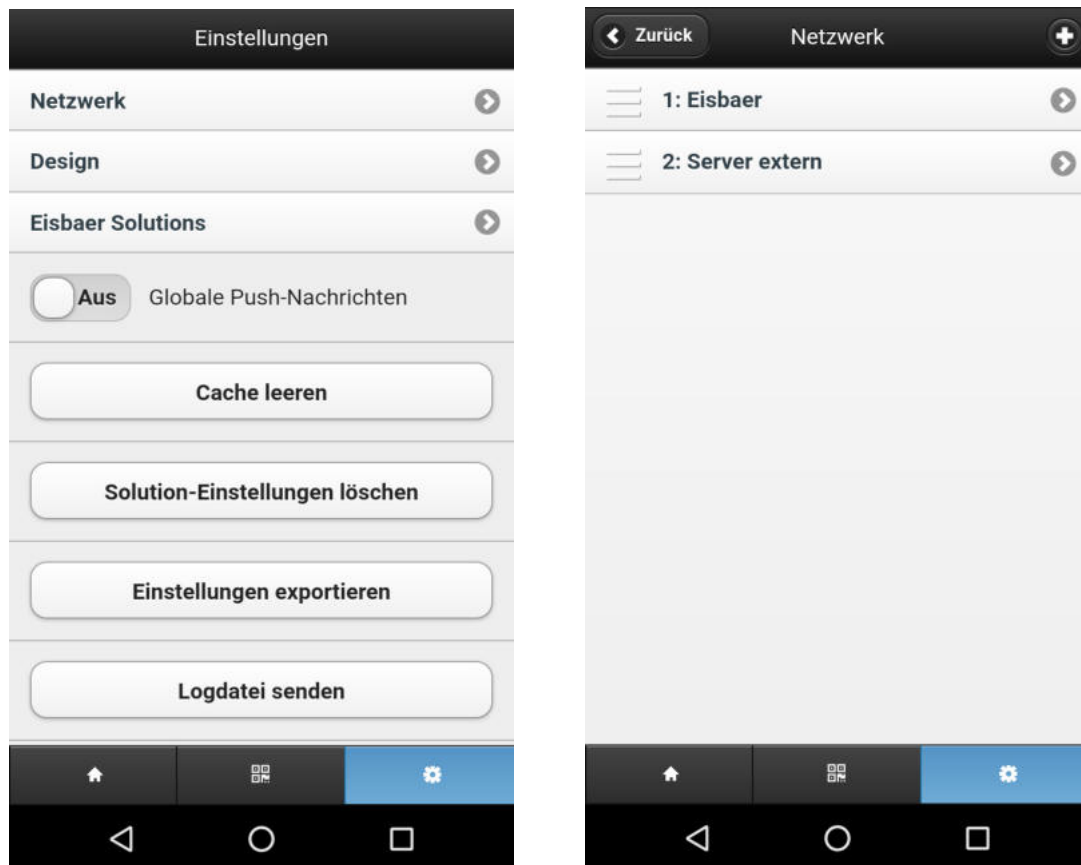 Einstellungen
Netzwerk
Design
Eisbaer Solutions
Aus Globale Push-Nachrichten
Cache leeren
Solution-Einstellungen löschen
Einstellungen exportieren
Logdatei senden
Zurück Netzwerk
1: Eisbaer
2: Server extern